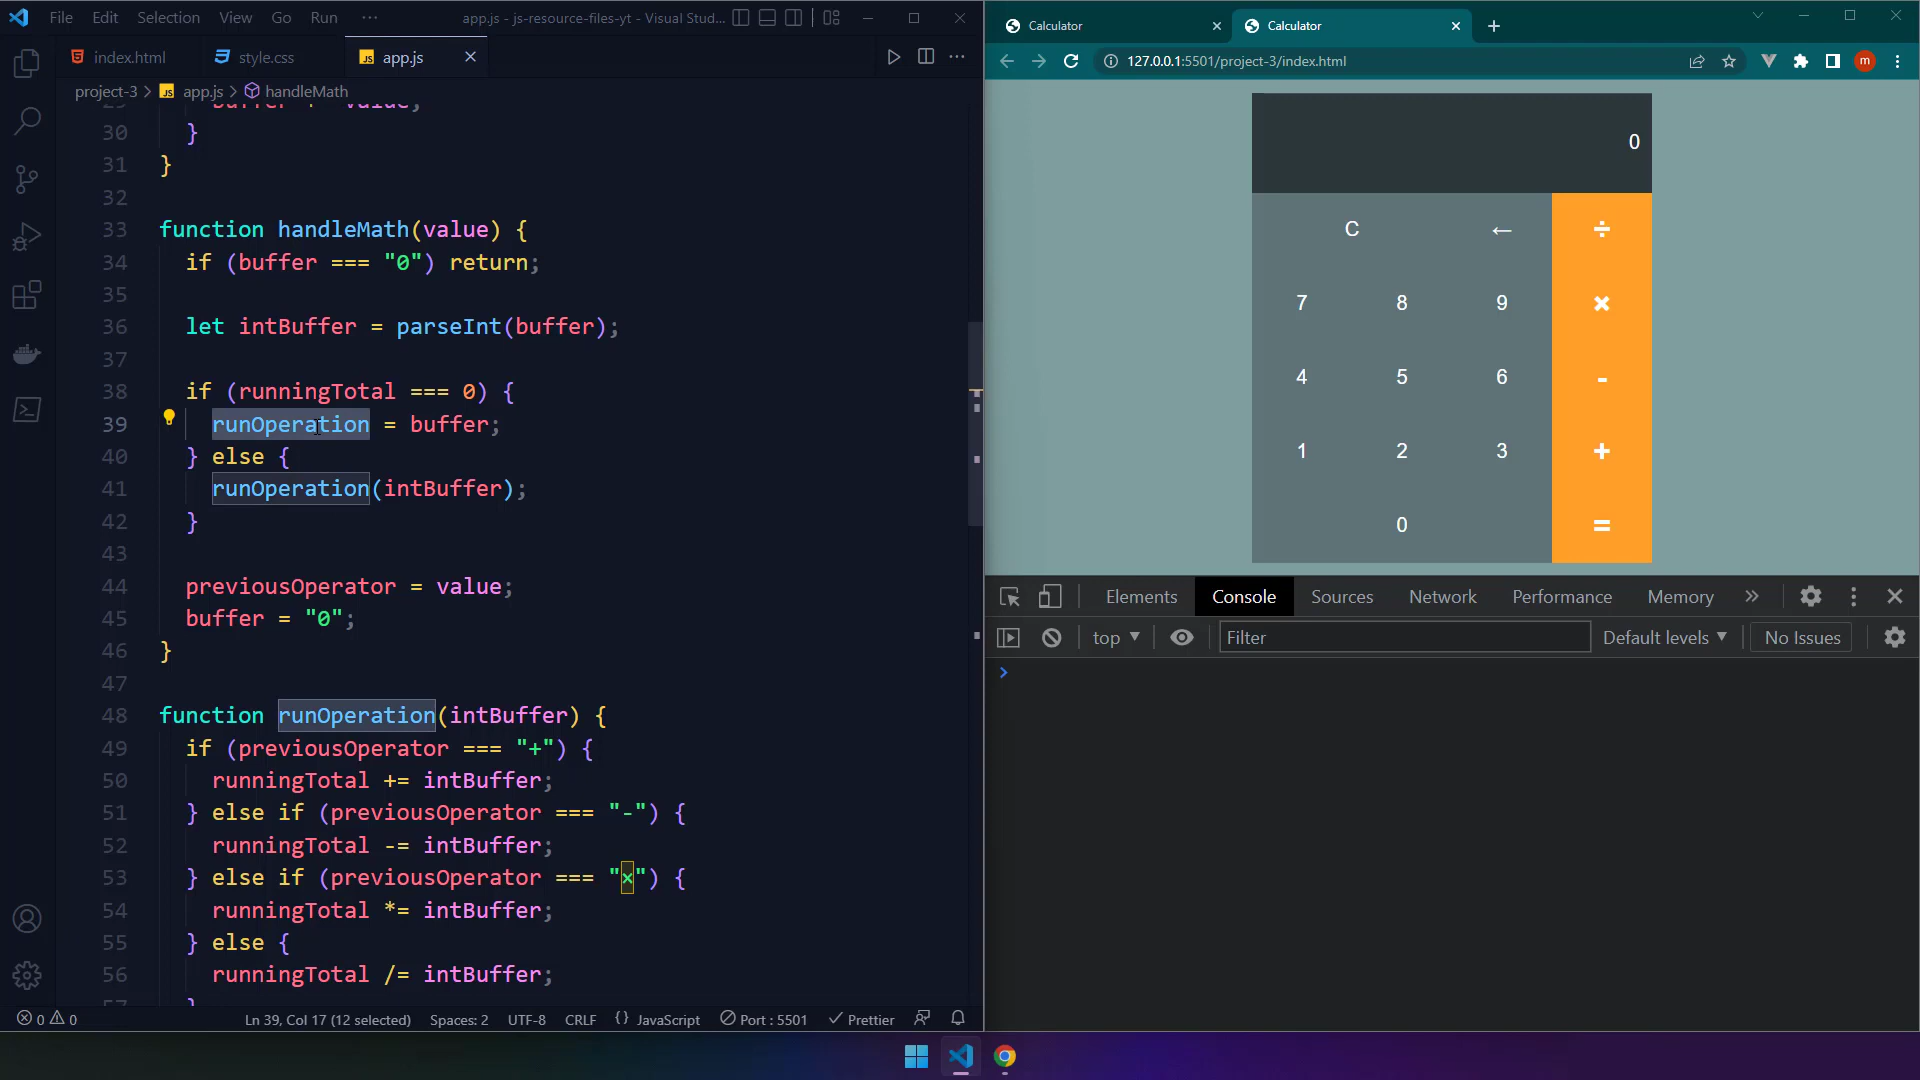 File Edit Selection View Go Run ··· app.js - js-resource-files-yt - Visual Stud...
index.html style.css app.js
project-3 > app.js > handleMath
30 }
31 }
32
33 function handleMath(value) {
34 if (buffer === "0") return;
35
36 let intBuffer = parseInt(buffer);
37
38 if (runningTotal === 0) {
39 runOperation = buffer;
40 } else {
41 runOperation(intBuffer);
42 }
43
44 previousOperator = value;
45 buffer = "0";
46 }
47
48 function runOperation(intBuffer) {
49 if (previousOperator === "+") {
50 runningTotal += intBuffer;
51 } else if (previousOperator === "-") {
52 runningTotal -= intBuffer;
53 } else if (previousOperator === "×") {
54 runningTotal *= intBuffer;
55 } else {
56 runningTotal /= intBuffer;
0 0 Ln 39, Col 17 (12 selected) Spaces: 2 UTF-8 CRLF {} JavaScript Port : 5501 Prettier
Calculator Calculator
127.0.0.1:5501/project-3/index.html m
0
C ← ÷
7 8 9 ×
4 5 6 -
1 2 3 +
0 =
Elements Console Sources Network Performance Memory »
top Filter Default levels No Issues
>